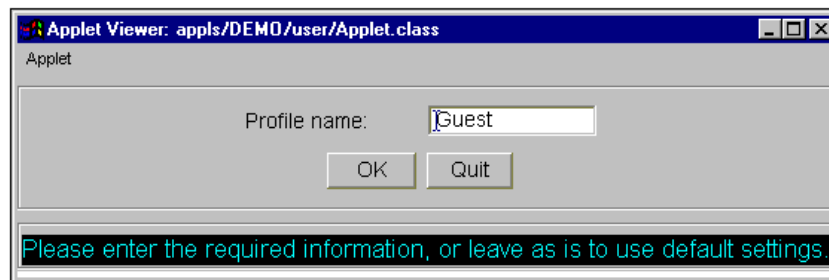 Applet Viewer: appls/DEMO/user/Applet.class
Applet
Profile name: Guest
OK Quit
Please enter the required information, or leave as is to use default settings.